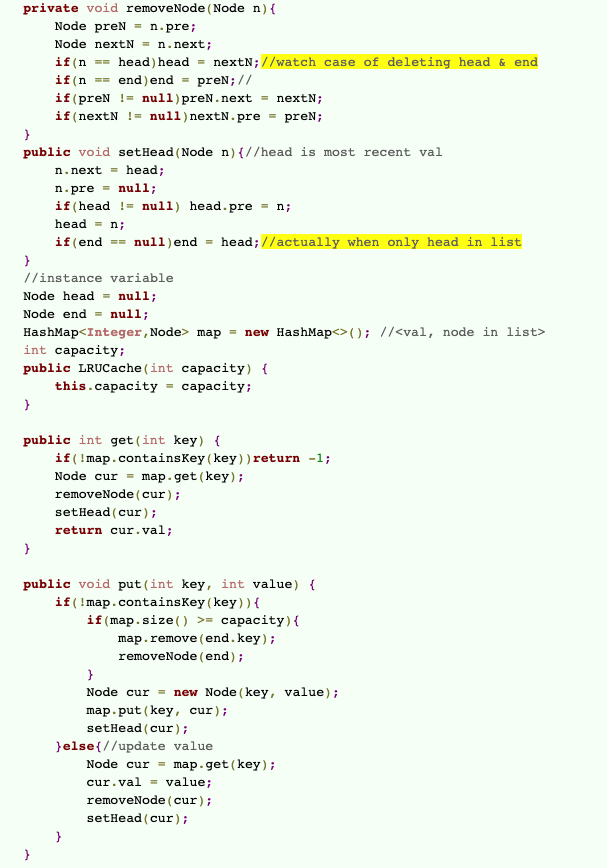 private void removeNode(Node n){
    Node preN = n.pre;
    Node nextN = n.next;
    if(n == head)head = nextN;//watch case of deleting head & end
    if(n == end)end = preN;//
    if(preN != null)preN.next = nextN;
    if(nextN != null)nextN.pre = preN;
}
public void setHead(Node n){//head is most recent val
    n.next = head;
    n.pre = null;
    if(head != null) head.pre = n;
    head = n;
    if(end == null)end = head;//actually when only head in list
}
//instance variable
Node head = null;
Node end = null;
HashMap<Integer,Node> map = new HashMap<>(); //<val, node in list>
int capacity;
public LRUCache(int capacity) {
    this.capacity = capacity;
}

public int get(int key) {
    if(!map.containsKey(key))return -1;
    Node cur = map.get(key);
    removeNode(cur);
    setHead(cur);
    return cur.val;
}

public void put(int key, int value) {
    if(!map.containsKey(key)){
        if(map.size() >= capacity){
            map.remove(end.key);
            removeNode(end);
        }
        Node cur = new Node(key, value);
        map.put(key, cur);
        setHead(cur);
    }else{//update value
        Node cur = map.get(key);
        cur.val = value;
        removeNode(cur);
        setHead(cur);
    }
}